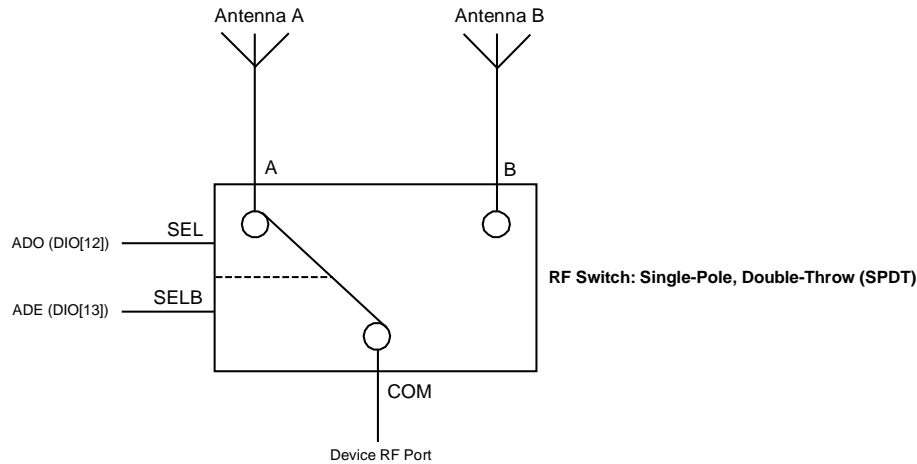 Antenna A
Antenna B
A
B
SEL
ADO (DIO[12])
RF Switch: Single-Pole, Double-Throw (SPDT)
SELB
ADE (DIO[13])
COM
Device RF Port